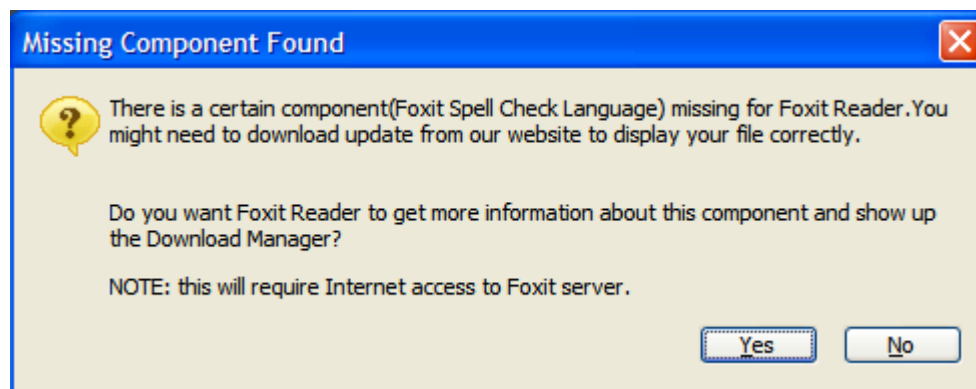 Missing Component Found
There is a certain component(Foxit Spell Check Language) missing for Foxit Reader.You
might need to download update from our website to display your file correctly.
Do you want Foxit Reader to get more information about this component and show up
the Download Manager?
NOTE: this will require Internet access to Foxit server.
Yes No